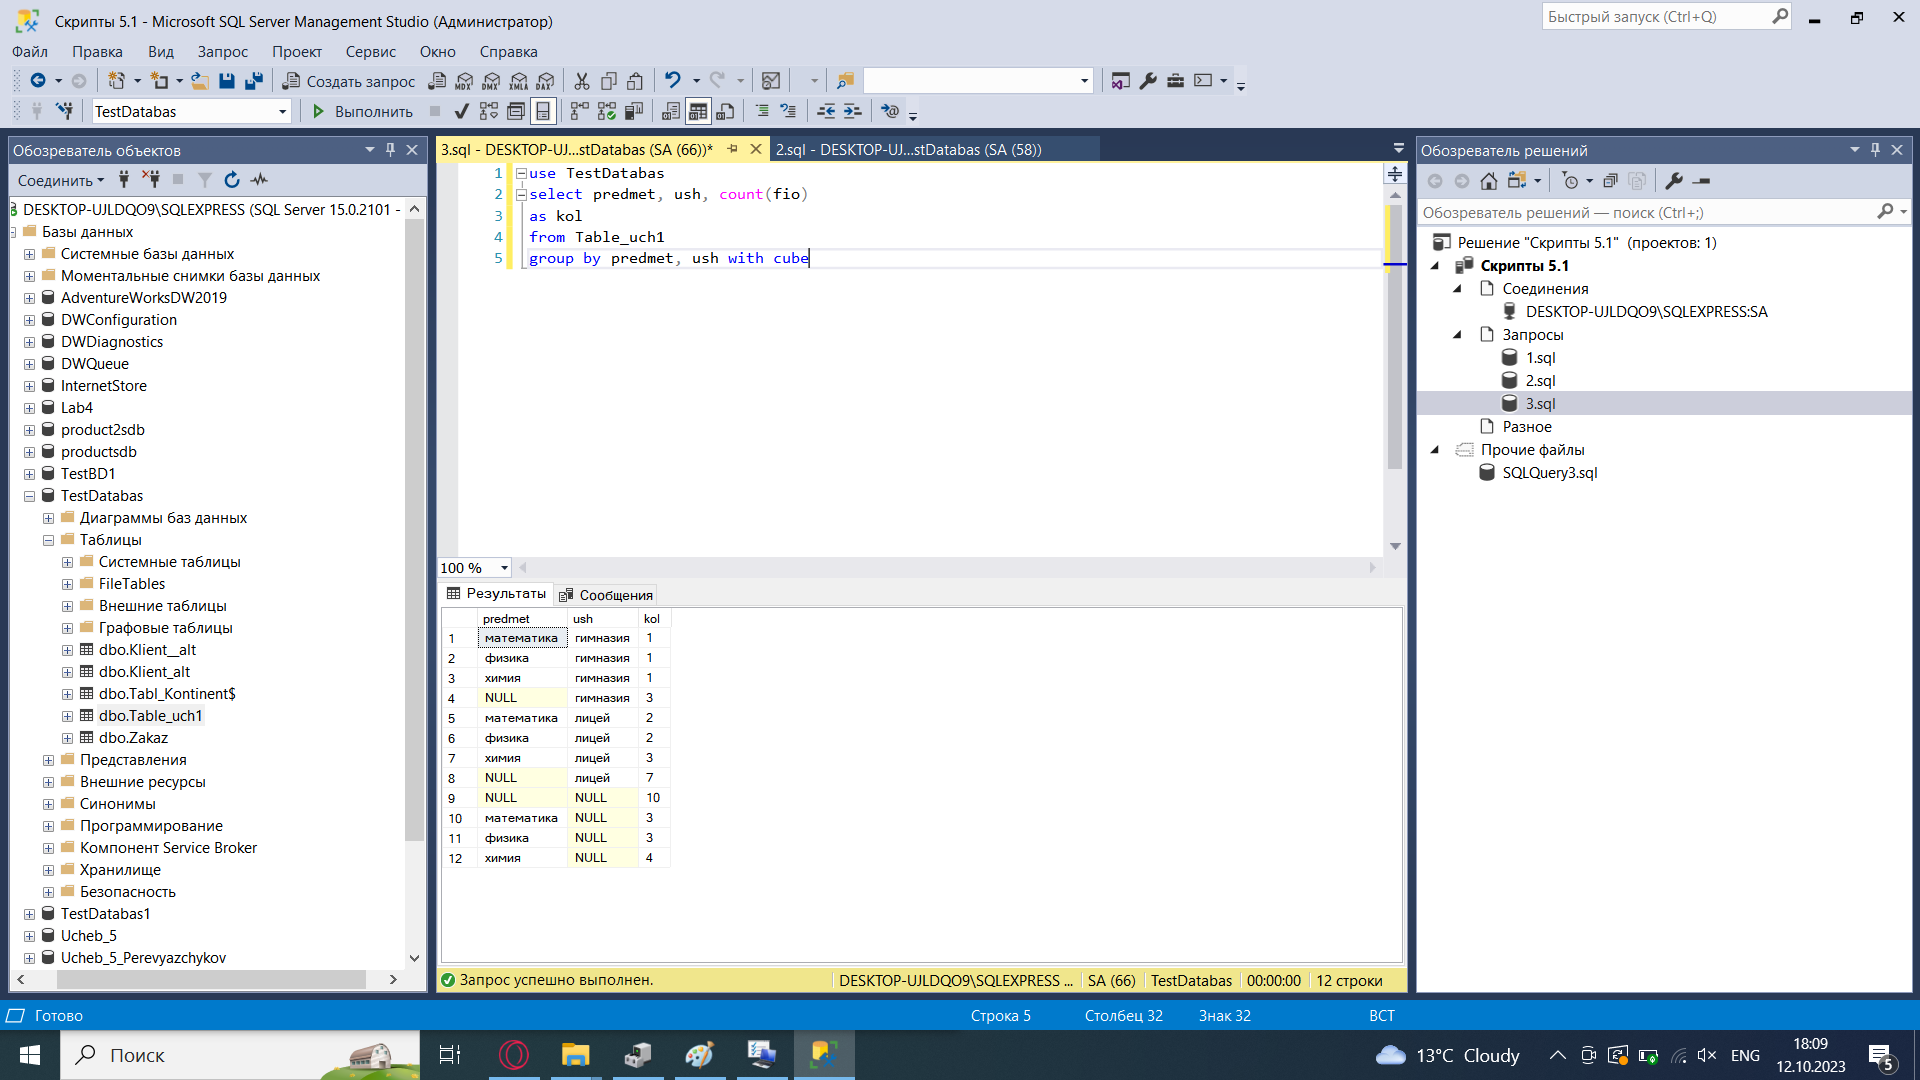 Скрипты 5.1 - Microsoft SQL Server Management Studio (Администратор)
Быстрый запуск (Ctrl+Q)
Файл Правка Вид Запрос Проект Сервис Окно Справка
Создать запрос
MDX DMX XMLA DAX
TestDatabas
Выполнить
Обозреватель объектов
Соединить
DESKTOP-UJLDQO9\SQLEXPRESS (SQL Server 15.0.2101 -
Базы данных
Системные базы данных
Моментальные снимки базы данных
AdventureWorksDW2019
DWConfiguration
DWDiagnostics
DWQueue
InternetStore
Lab4
product2sdb
productsdb
TestBD1
TestDatabas
Диаграммы баз данных
Таблицы
Системные таблицы
FileTables
Внешние таблицы
Графовые таблицы
dbo.Klient__alt
dbo.Klient_alt
dbo.Tabl_Kontinent$
dbo.Table_uch1
dbo.Zakaz
Представления
Внешние ресурсы
Синонимы
Программирование
Компонент Service Broker
Хранилище
Безопасность
TestDatabas1
Ucheb_5
Ucheb_5_Perevyazchykov
3.sql - DESKTOP-UJ...stDatabas (SA (66))*
2.sql - DESKTOP-UJ...stDatabas (SA (58))
1 use TestDatabas
2 select predmet, ush, count(fio)
3 as kol
4 from Table_uch1
5 group by predmet, ush with cube
100 %
Результаты Сообщения
predmet ush kol
1 математика гимназия 1
2 физика гимназия 1
3 химия гимназия 1
4 NULL гимназия 3
5 математика лицей 2
6 физика лицей 2
7 химия лицей 3
8 NULL лицей 7
9 NULL NULL 10
10 математика NULL 3
11 физика NULL 3
12 химия NULL 4
Запрос успешно выполнен.
DESKTOP-UJLDQO9\SQLEXPRESS ... SA (66) TestDatabas 00:00:00 12 строки
Обозреватель решений
Обозреватель решений — поиск (Ctrl+;)
Решение "Скрипты 5.1" (проектов: 1)
Скрипты 5.1
Соединения
DESKTOP-UJLDQO9\SQLEXPRESS:SA
Запросы
1.sql
2.sql
3.sql
Разное
Прочие файлы
SQLQuery3.sql
Готово
Строка 5 Столбец 32 Знак 32 ВСТ
Поиск
13°C Cloudy
ENG
18:09
12.10.2023
5